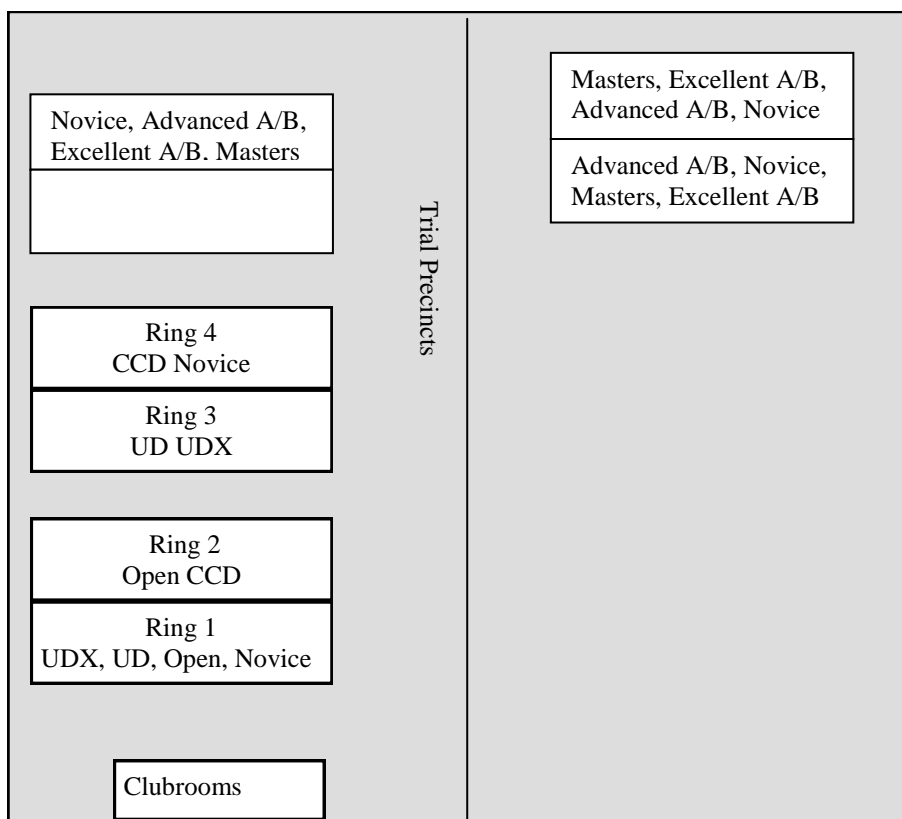 Novice, Advanced A/B,
Excellent A/B. Masters
Ring 4
CCD Novice
Ring 3
UD UDX
Ring 2
Open CCD
Ring 1
UDX, UD, Open, Novice
Clubrooms
Trial Precincts
Masters, Excellent A/B,
Advanced A/B, Novice
Advanced A/B, Novice,
Masters, Excellent A/B